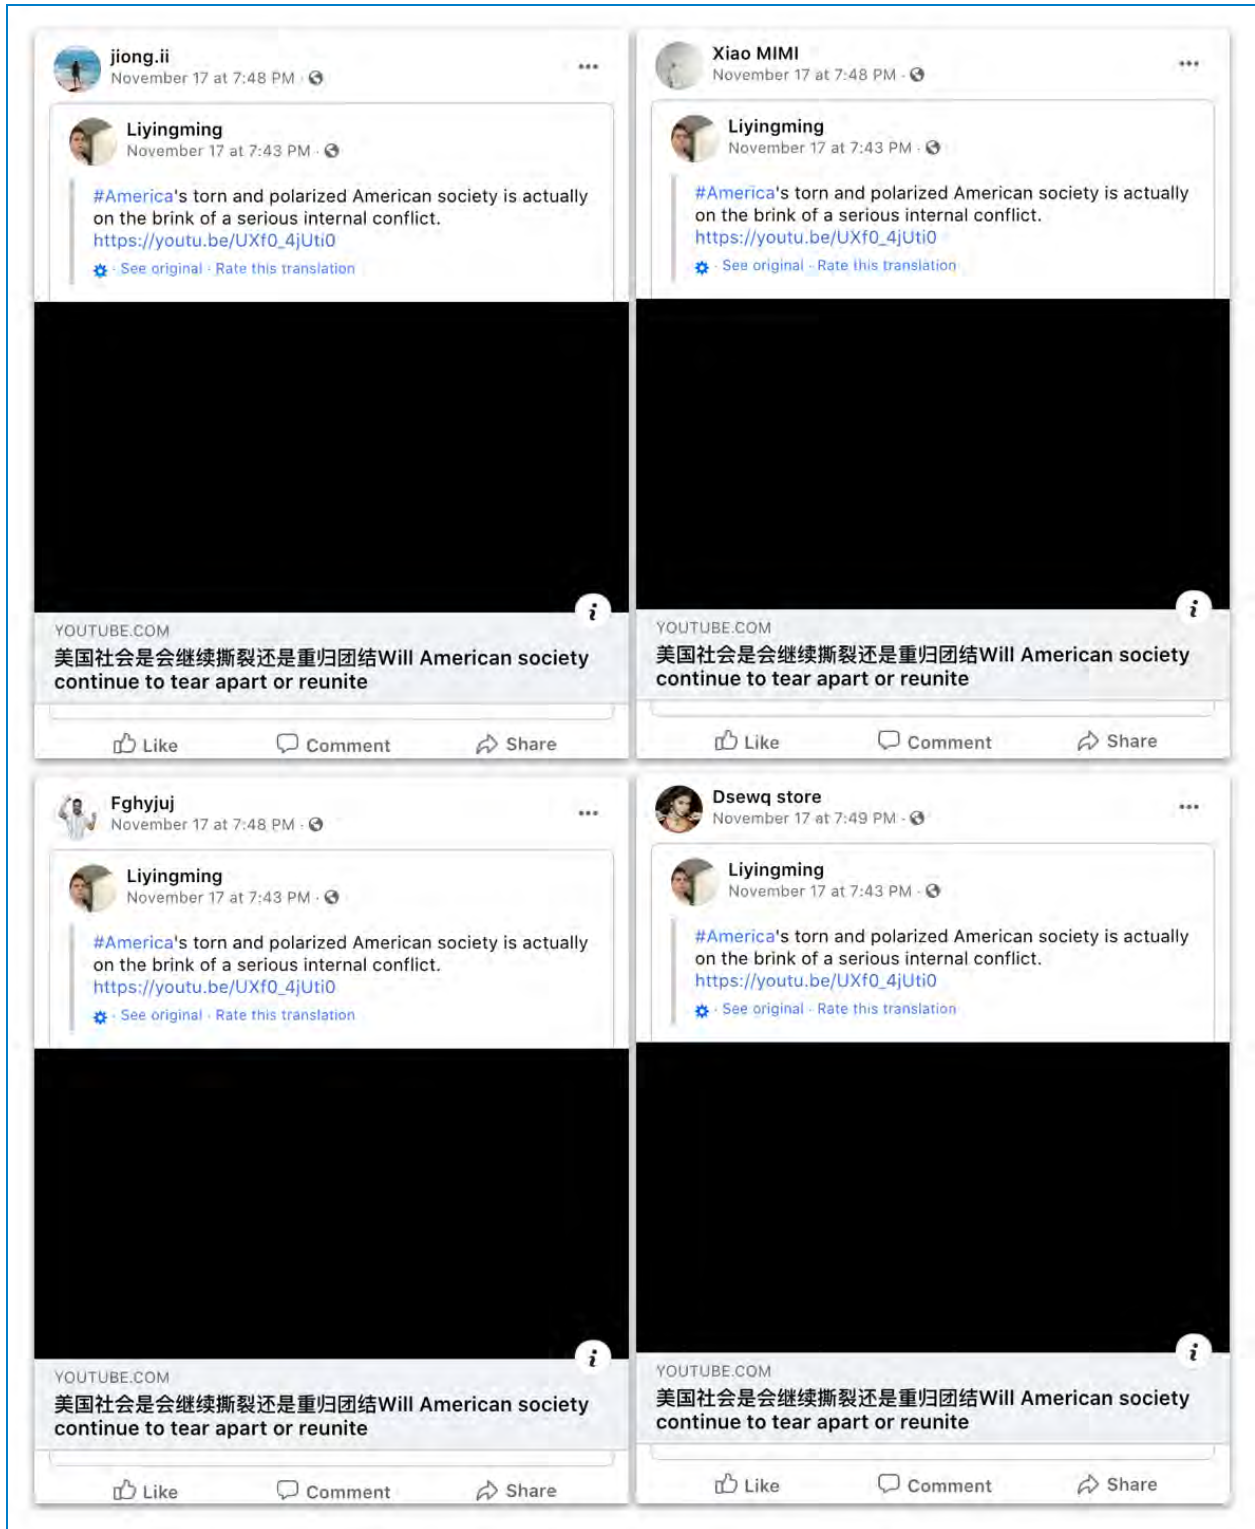 jiong.ii
November 17 at 7:48 PM ·
Liyingming
November 17 at 7:43 PM ·
#America's torn and polarized American society is actually
on the brink of a serious internal conflict.
https://youtu.be/UXf0_4jUti0
· See original · Rate this translation
i
YOUTUBE.COM
美国社会是会继续撕裂还是重归团结Will American society
continue to tear apart or reunite
Like Comment Share
Xiao MIMI
November 17 at 7:48 PM ·
Liyingming
November 17 at 7:43 PM ·
#America's torn and polarized American society is actually
on the brink of a serious internal conflict.
https://youtu.be/UXf0_4jUti0
· See original · Rate this translation
i
YOUTUBE.COM
美国社会是会继续撕裂还是重归团结Will American society
continue to tear apart or reunite
Like Comment Share
Fghyjuj
November 17 at 7:48 PM ·
Liyingming
November 17 at 7:43 PM ·
#America's torn and polarized American society is actually
on the brink of a serious internal conflict.
https://youtu.be/UXf0_4jUti0
· See original · Rate this translation
i
YOUTUBE.COM
美国社会是会继续撕裂还是重归团结Will American society
continue to tear apart or reunite
Like Comment Share
Dsewq store
November 17 at 7:49 PM ·
Liyingming
November 17 at 7:43 PM ·
#America's torn and polarized American society is actually
on the brink of a serious internal conflict.
https://youtu.be/UXf0_4jUti0
· See original · Rate this translation
i
YOUTUBE.COM
美国社会是会继续撕裂还是重归团结Will American society
continue to tear apart or reunite
Like Comment Share